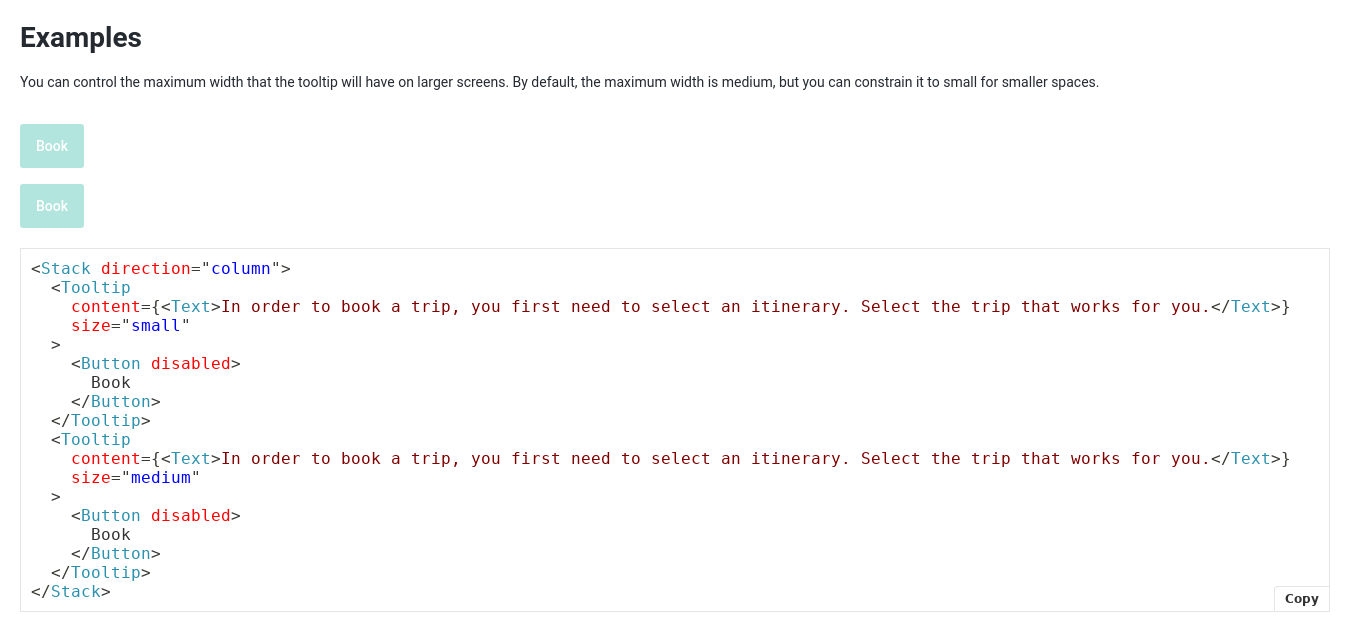 Examples
You can control the maximum width that the tooltip will have on larger screens. By default, the maximum width is medium, but you can constrain it to small for smaller spaces.
Book
Book
<Stack direction="column">
  <Tooltip
    content={<Text>In order to book a trip, you first need to select an itinerary. Select the trip that works for you.</Text>}
    size="small"
  >
    <Button disabled>
      Book
    </Button>
  </Tooltip>
  <Tooltip
    content={<Text>In order to book a trip, you first need to select an itinerary. Select the trip that works for you.</Text>}
    size="medium"
  >
    <Button disabled>
      Book
    </Button>
  </Tooltip>
</Stack>
Copy